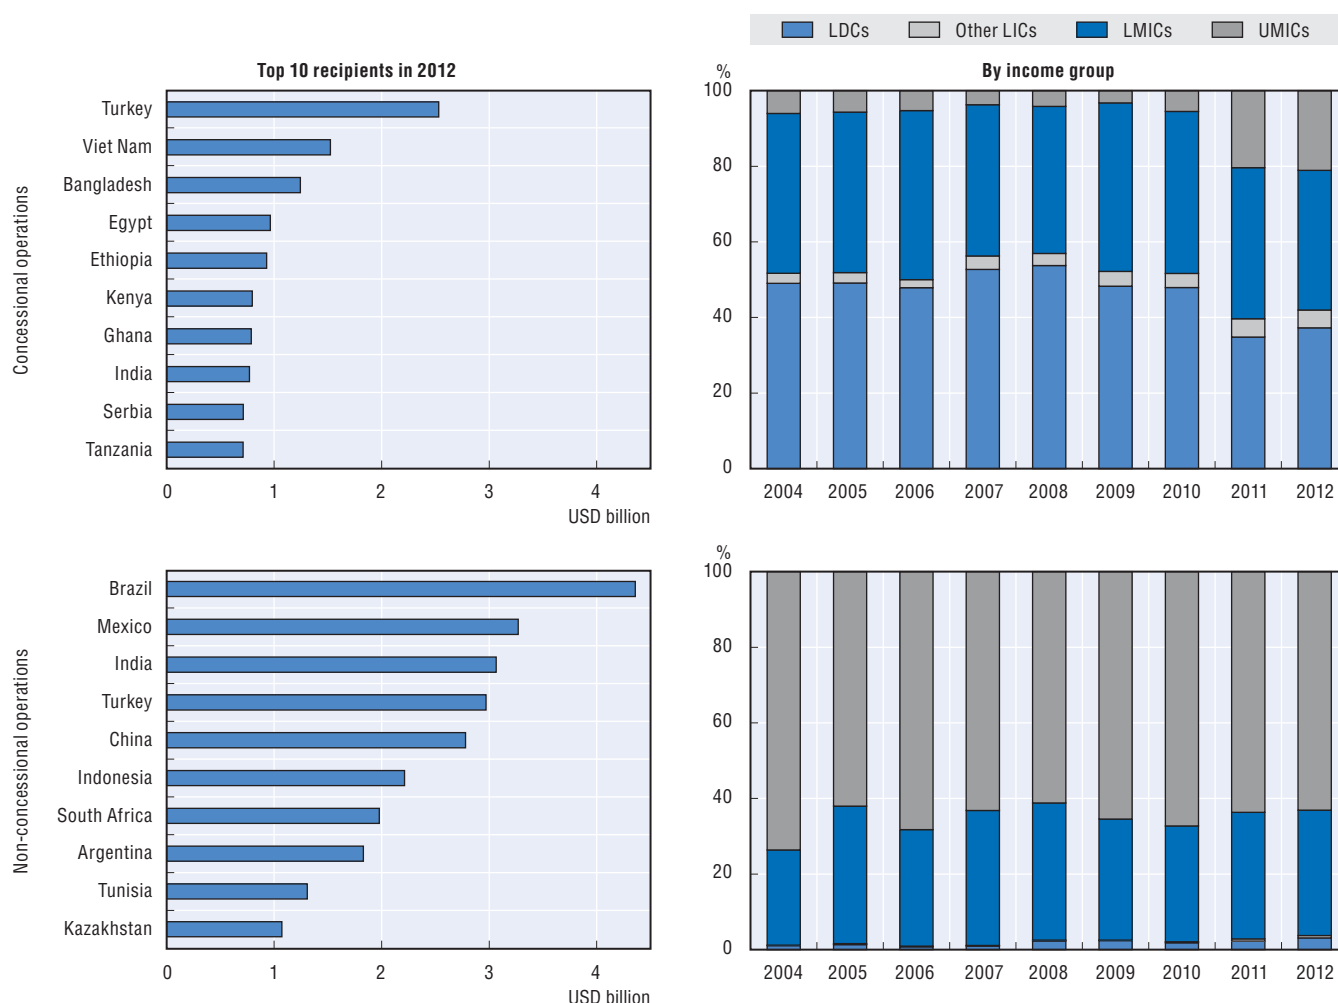 LDCs Other LICs LMICs UMICs
Top 10 recipients in 2012
Concessional operations
Turkey
Viet Nam
Bangladesh
Egypt
Ethiopia
Kenya
Ghana
India
Serbia
Tanzania
0 1 2 3 4
USD billion
By income group
%
100
80
60
40
20
0
2004 2005 2006 2007 2008 2009 2010 2011 2012
Non-concessional operations
Brazil
Mexico
India
Turkey
China
Indonesia
South Africa
Argentina
Tunisia
Kazakhstan
0 1 2 3 4
USD billion
%
100
80
60
40
20
0
2004 2005 2006 2007 2008 2009 2010 2011 2012